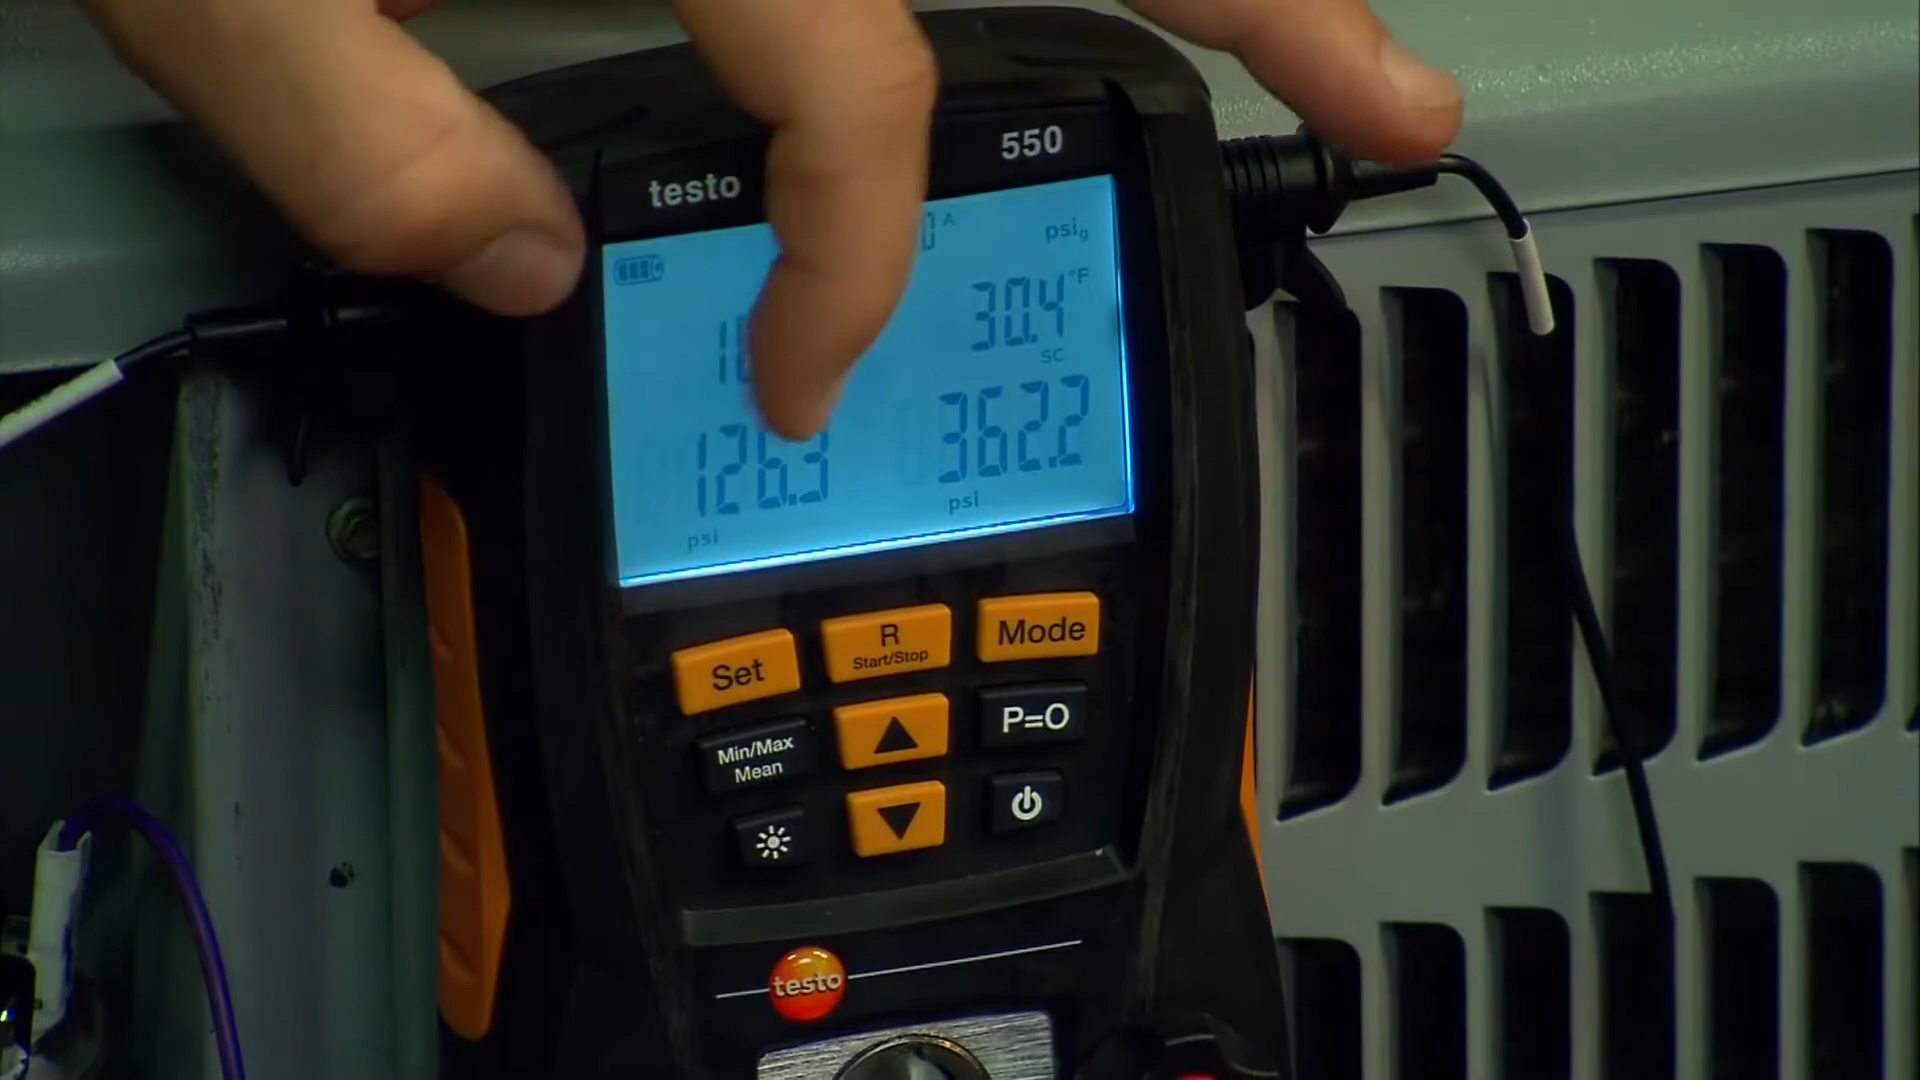 testo 550
A psig
30.4 °F
SC
126.3 362.2
psi psi
Set R Start/Stop Mode
Min/Max Mean ▲ P=O
▼
testo